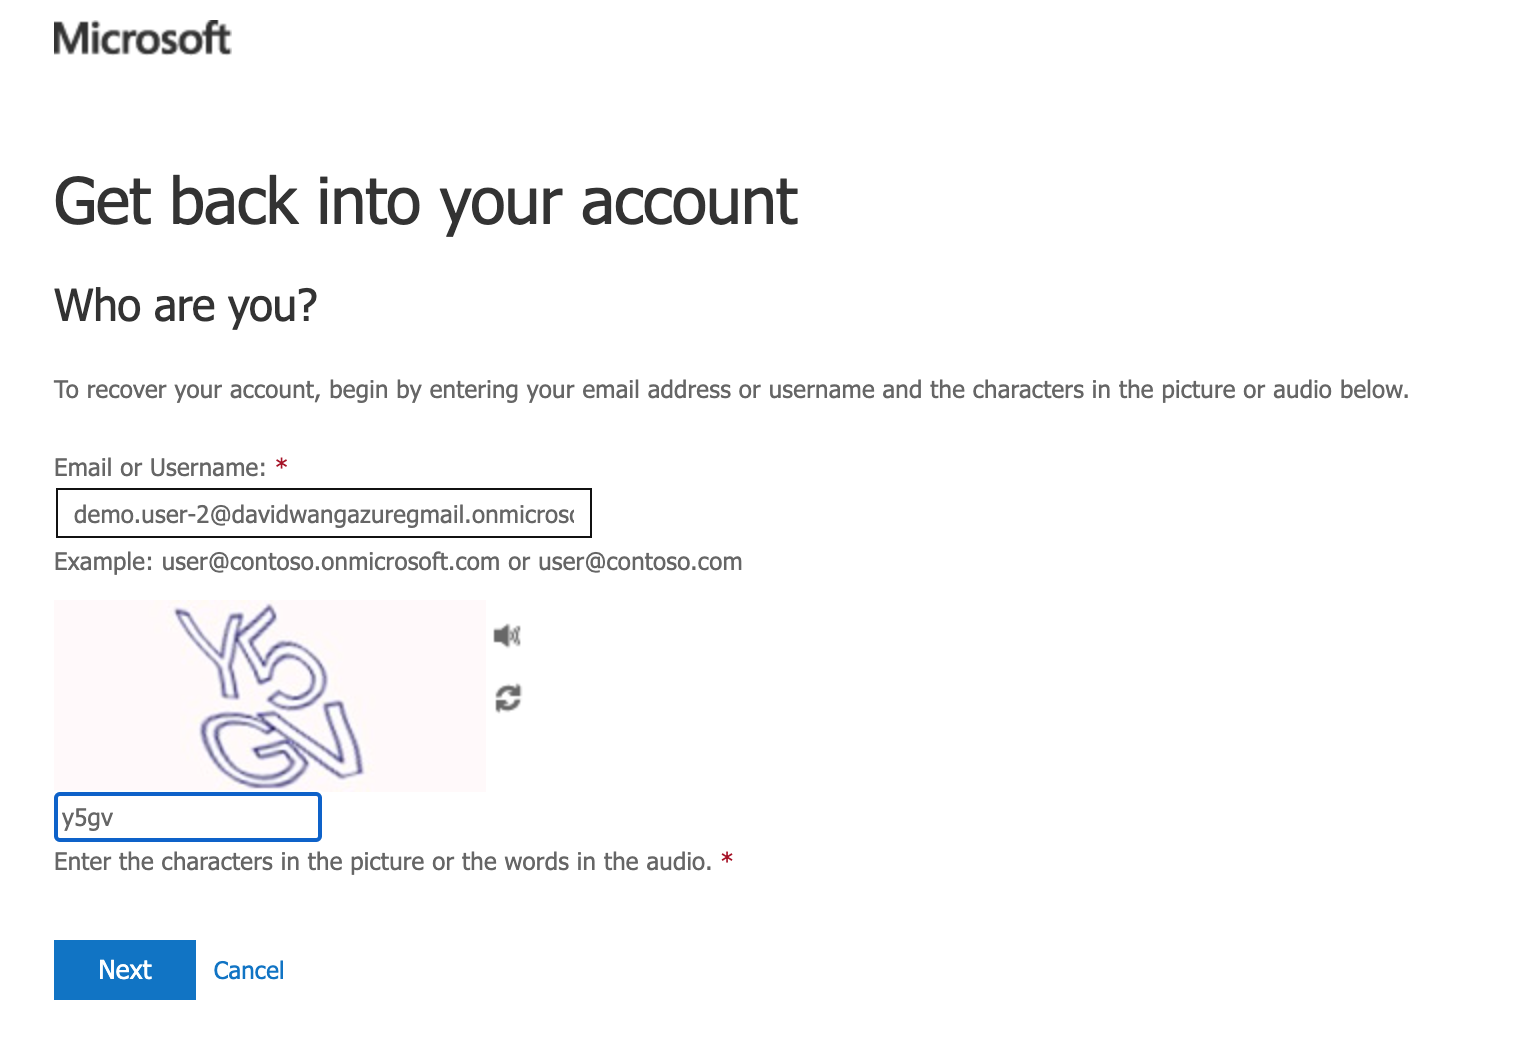 Microsoft
Get back into your account
Who are you?
To recover your account, begin by entering your email address or username and the characters in the picture or audio below.
Email or Username: *
demo.user-2@davidwangazuregmail.onmicroso
Example: user@contoso.onmicrosoft.com or user@contoso.com
Y5
GV
y5gv
Enter the characters in the picture or the words in the audio. *
Next Cancel